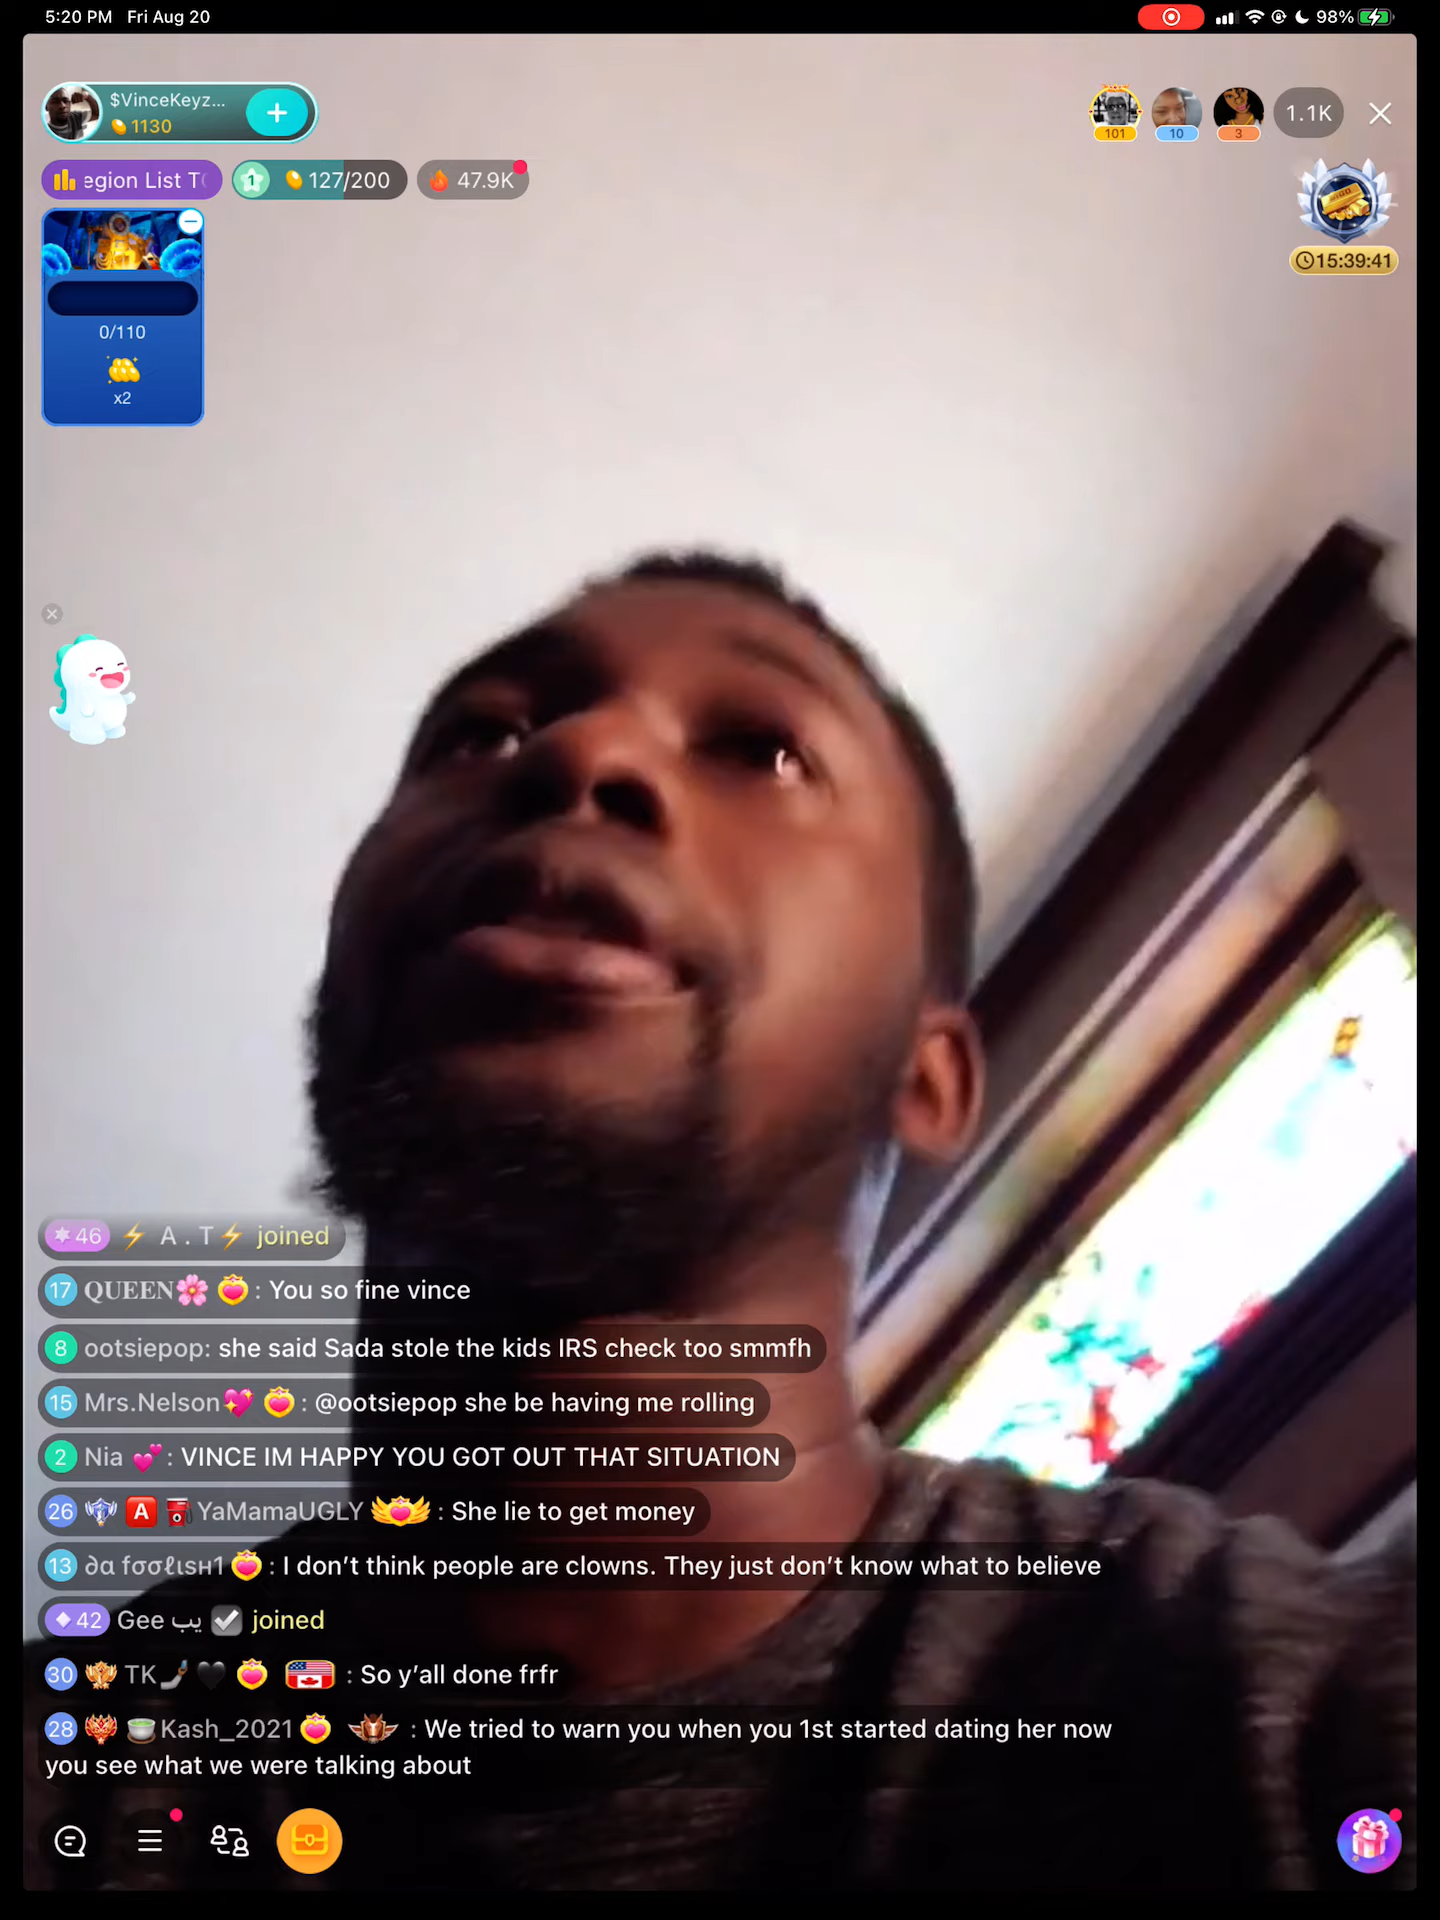 5:20 PM Fri Aug 20
98%
$VinceKeyz...
1130
101
10
3
1.1K
egion List T
1 127/200
47.9K
15:39:41
0/110
x2
46 ⚡ A . T⚡ joined
17 QUEEN🌸 : You so fine vince
8 ootsiepop: she said Sada stole the kids IRS check too smmfh
15 Mrs.Nelson💖 : @ootsiepop she be having me rolling
2 Nia 💕: VINCE IM HAPPY YOU GOT OUT THAT SITUATION
26 🅰️ ⛽ YaMamaUGLY : She lie to get money
13 ∂α fσσℓιѕн1 : I don't think people are clowns. They just don't know what to believe
42 Gee يب ✔️ joined
30 TK🤳🏿 🖤 : So y'all done frfr
28 🍵Kash_2021 : We tried to warn you when you 1st started dating her now
you see what we were talking about